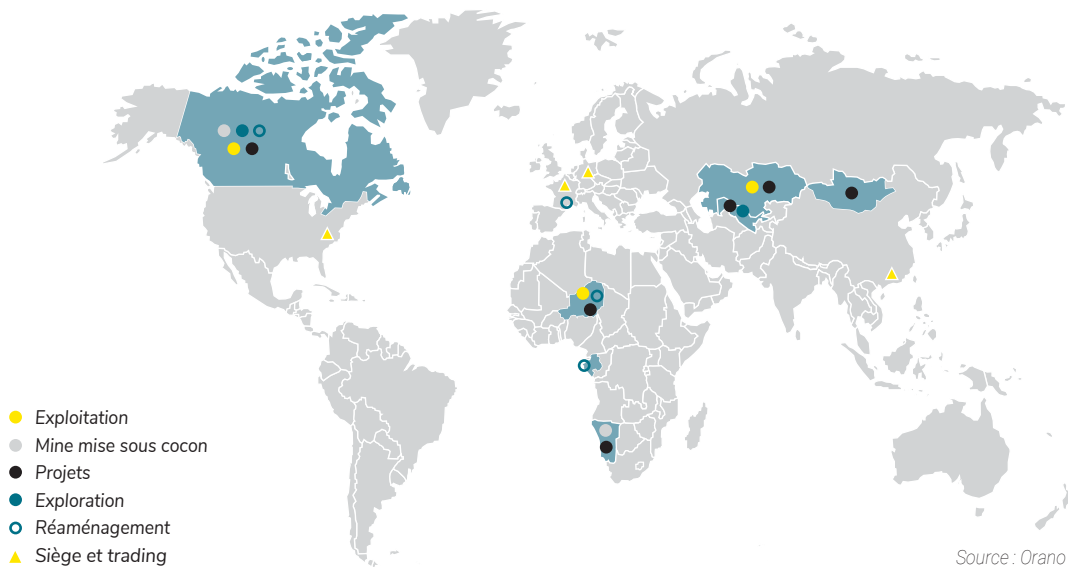 Exploitation
Mine mise sous cocon
Projets
Exploration
Réaménagement
Siège et trading
Source : Orano